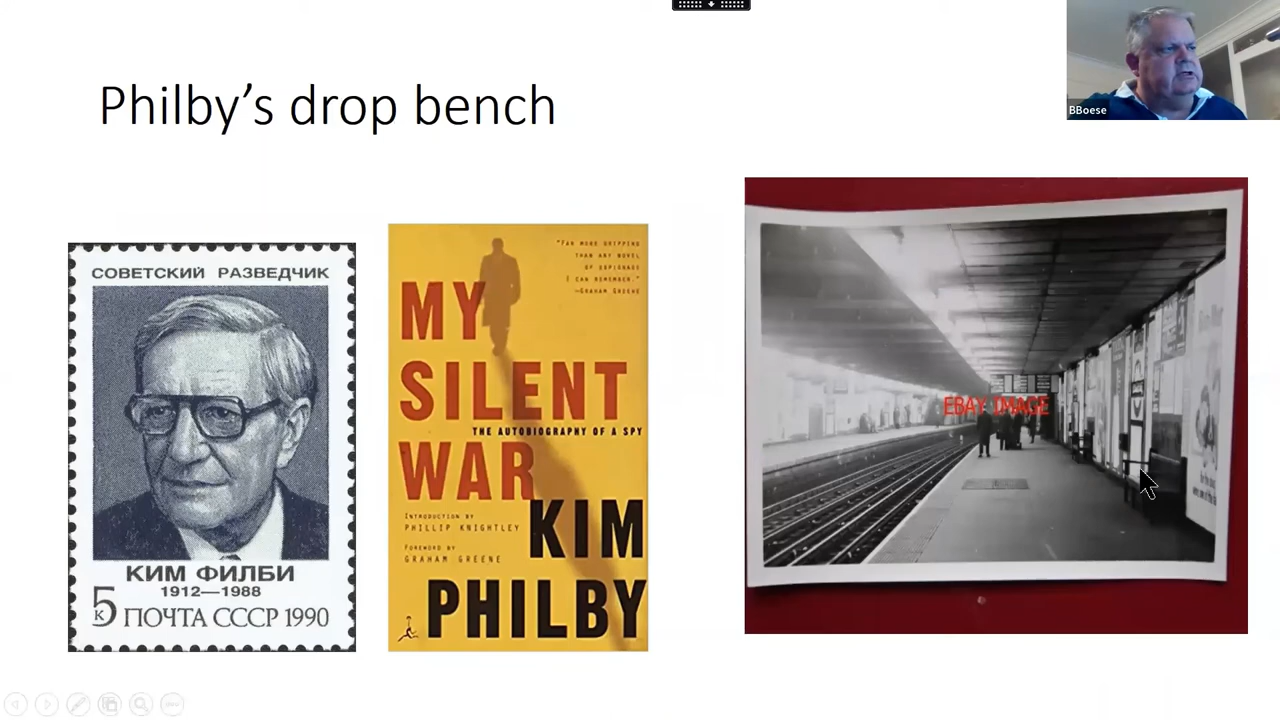 Philby’s drop bench
BBoese
СОВЕТСКИЙ РАЗВЕДЧИК
КИМ ФИЛБИ
1912—1988
5 к ПОЧТА СССР 1990
"FAR MORE GRIPPING
THAN ANY NOVEL
OF ESPIONAGE
I CAN REMEMBER."
—GRAHAM GREENE
MY
SILENT
THE AUTOBIOGRAPHY OF A SPY
WAR
INTRODUCTION BY
PHILLIP KNIGHTLEY
FOREWORD BY
GRAHAM GREENE
KIM
PHILBY
EBAY IMAGE